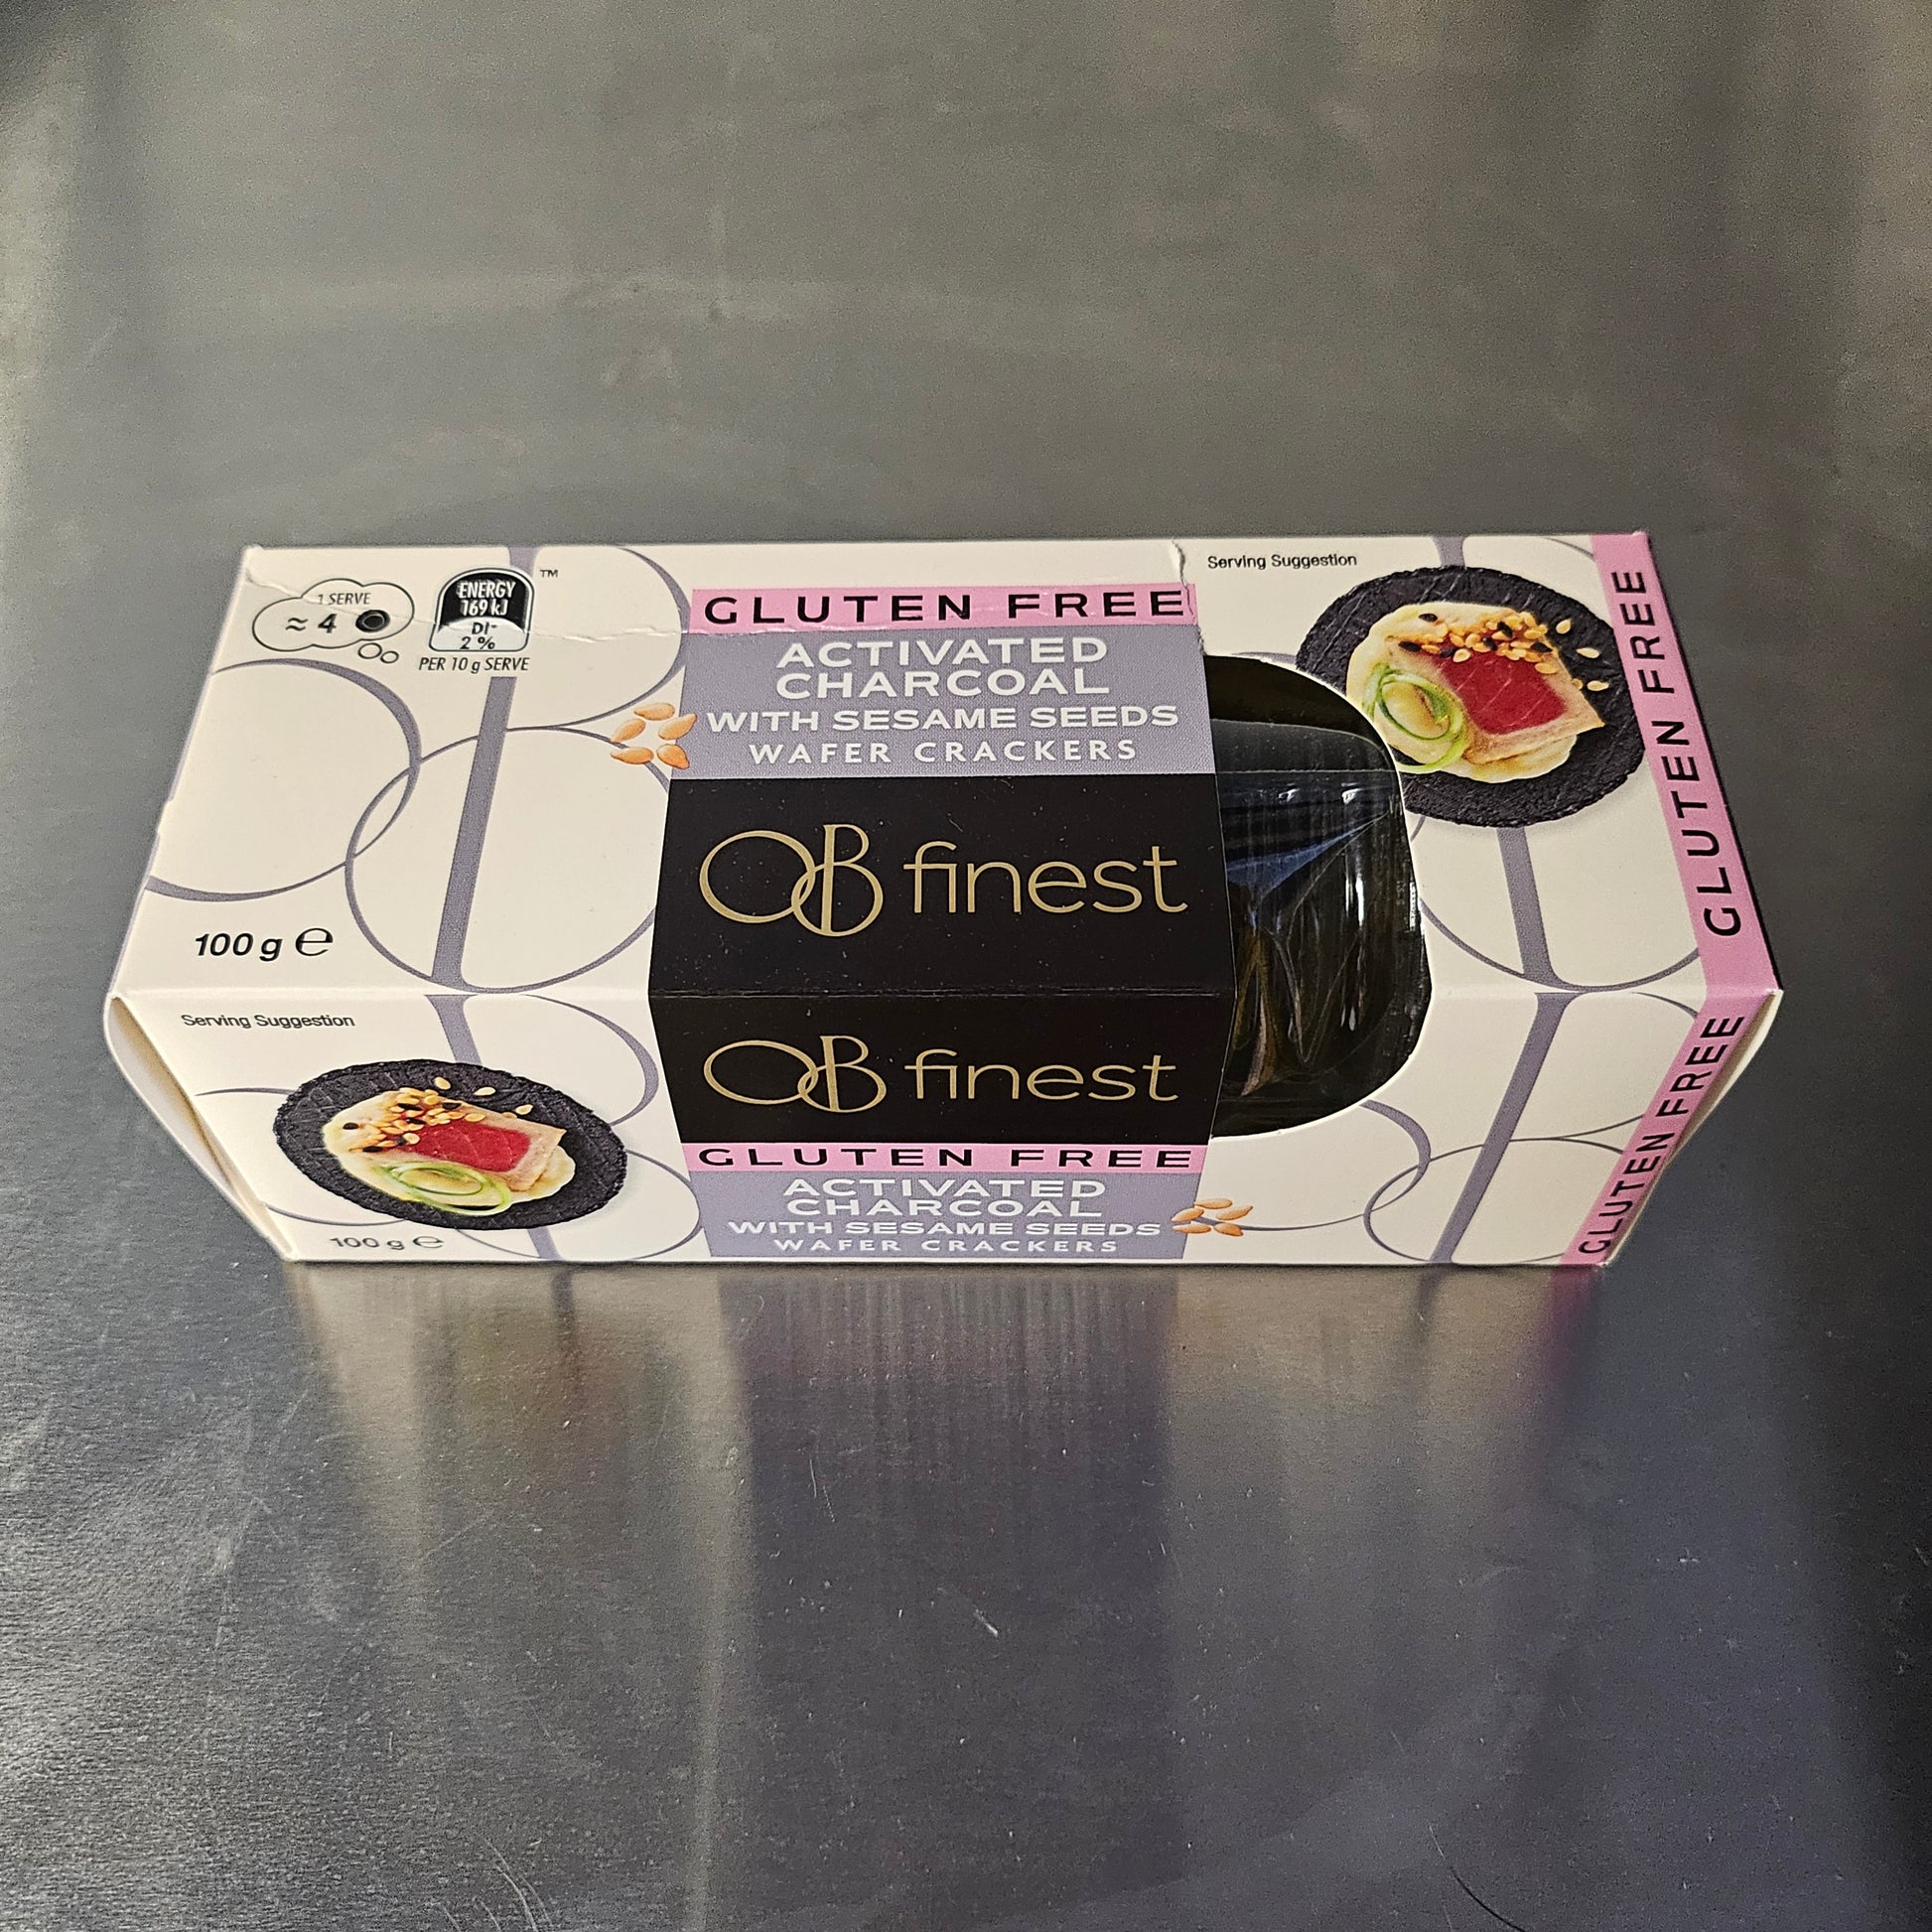 1 SERVE
≈ 4
ENERGY
169 kJ
DI*
2 %
PER 10 g SERVE
TM
GLUTEN FREE
ACTIVATED
CHARCOAL
WITH SESAME SEEDS
WAFER CRACKERS
OB finest
Serving Suggestion
GLUTEN FREE
100 g ℮
Serving Suggestion
100 g ℮
OB finest
GLUTEN FREE
ACTIVATED
CHARCOAL
WITH SESAME SEEDS
WAFER CRACKERS
GLUTEN FREE